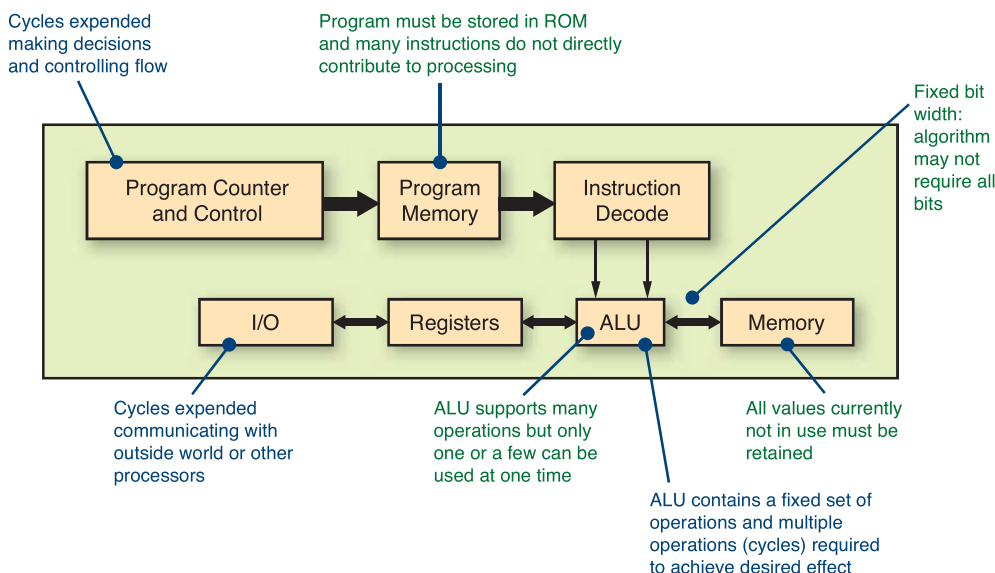 Cycles expended
making decisions
and controlling flow
Program must be stored in ROM
and many instructions do not directly
contribute to processing
Fixed bit
width:
algorithm
may not
require all
bits
Program Counter
and Control
Program
Memory
Instruction
Decode
I/O
Registers
ALU
Memory
Cycles expended
communicating with
outside world or other
processors
ALU supports many
operations but only
one or a few can be
used at one time
All values currently
not in use must be
retained
ALU contains a fixed set of
operations and multiple
operations (cycles) required
to achieve desired effect